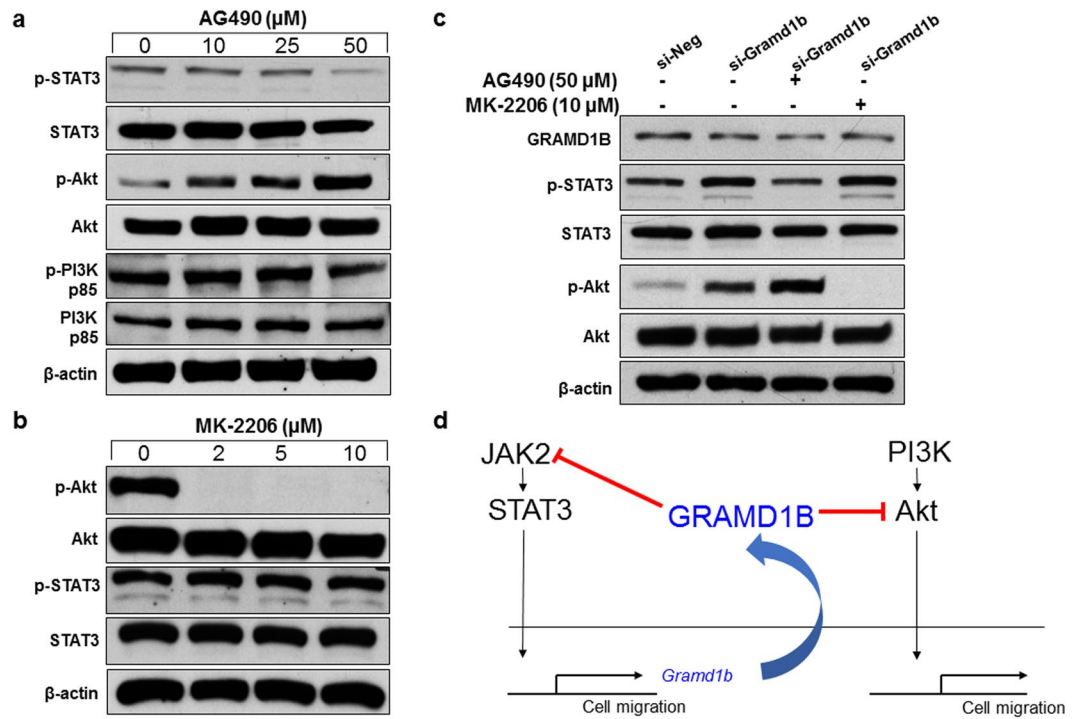 a
AG490 (µM)
0 10 25 50
p-STAT3
STAT3
p-Akt
Akt
p-PI3K
p85
PI3K
p85
β-actin
b
MK-2206 (µM)
0 2 5 10
p-Akt
Akt
p-STAT3
STAT3
β-actin
c
si-Neg si-Gramd1b si-Gramd1b si-Gramd1b
AG490 (50 µM) - - + -
MK-2206 (10 µM) - - - +
GRAMD1B
p-STAT3
STAT3
p-Akt
Akt
β-actin
d
JAK2 PI3K
STAT3 GRAMD1B Akt
Gramd1b
Cell migration Cell migration